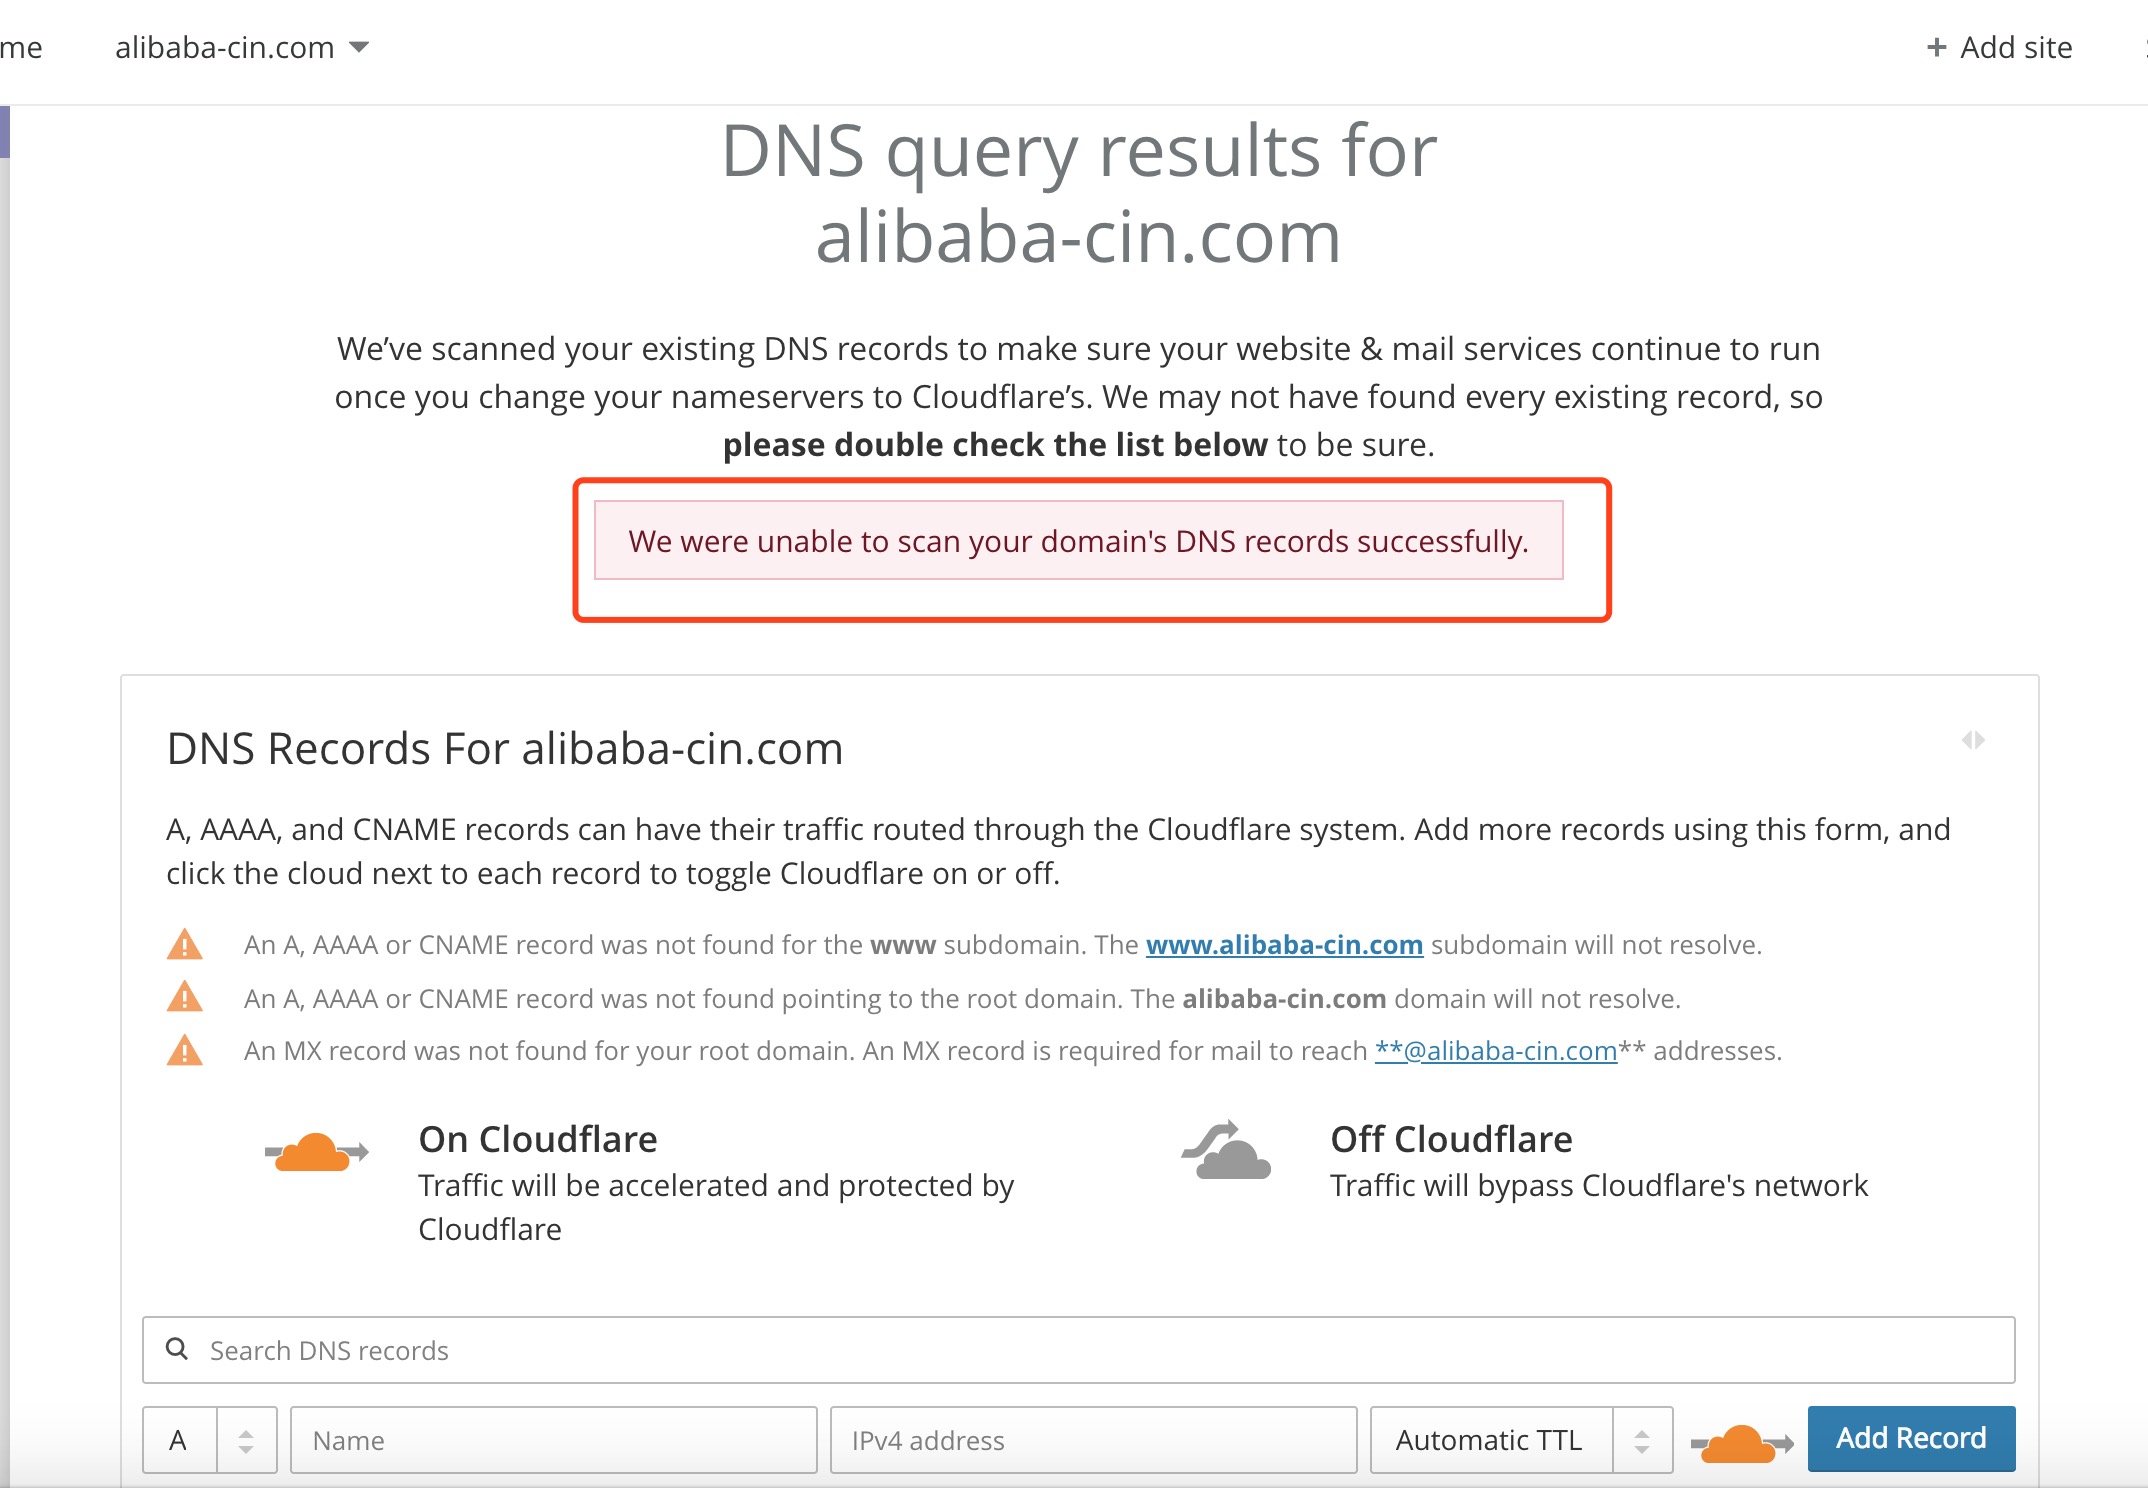 me
alibaba-cin.com
+ Add site
DNS query results for
alibaba-cin.com
We’ve scanned your existing DNS records to make sure your website & mail services continue to run
once you change your nameservers to Cloudflare’s. We may not have found every existing record, so
please double check the list below to be sure.
We were unable to scan your domain's DNS records successfully.
DNS Records For alibaba-cin.com
A, AAAA, and CNAME records can have their traffic routed through the Cloudflare system. Add more records using this form, and
click the cloud next to each record to toggle Cloudflare on or off.
An A, AAAA or CNAME record was not found for the www subdomain. The www.alibaba-cin.com subdomain will not resolve.
An A, AAAA or CNAME record was not found pointing to the root domain. The alibaba-cin.com domain will not resolve.
An MX record was not found for your root domain. An MX record is required for mail to reach **@alibaba-cin.com** addresses.
On Cloudflare
Traffic will be accelerated and protected by
Cloudflare
Off Cloudflare
Traffic will bypass Cloudflare's network
Search DNS records
A
Name
IPv4 address
Automatic TTL
Add Record